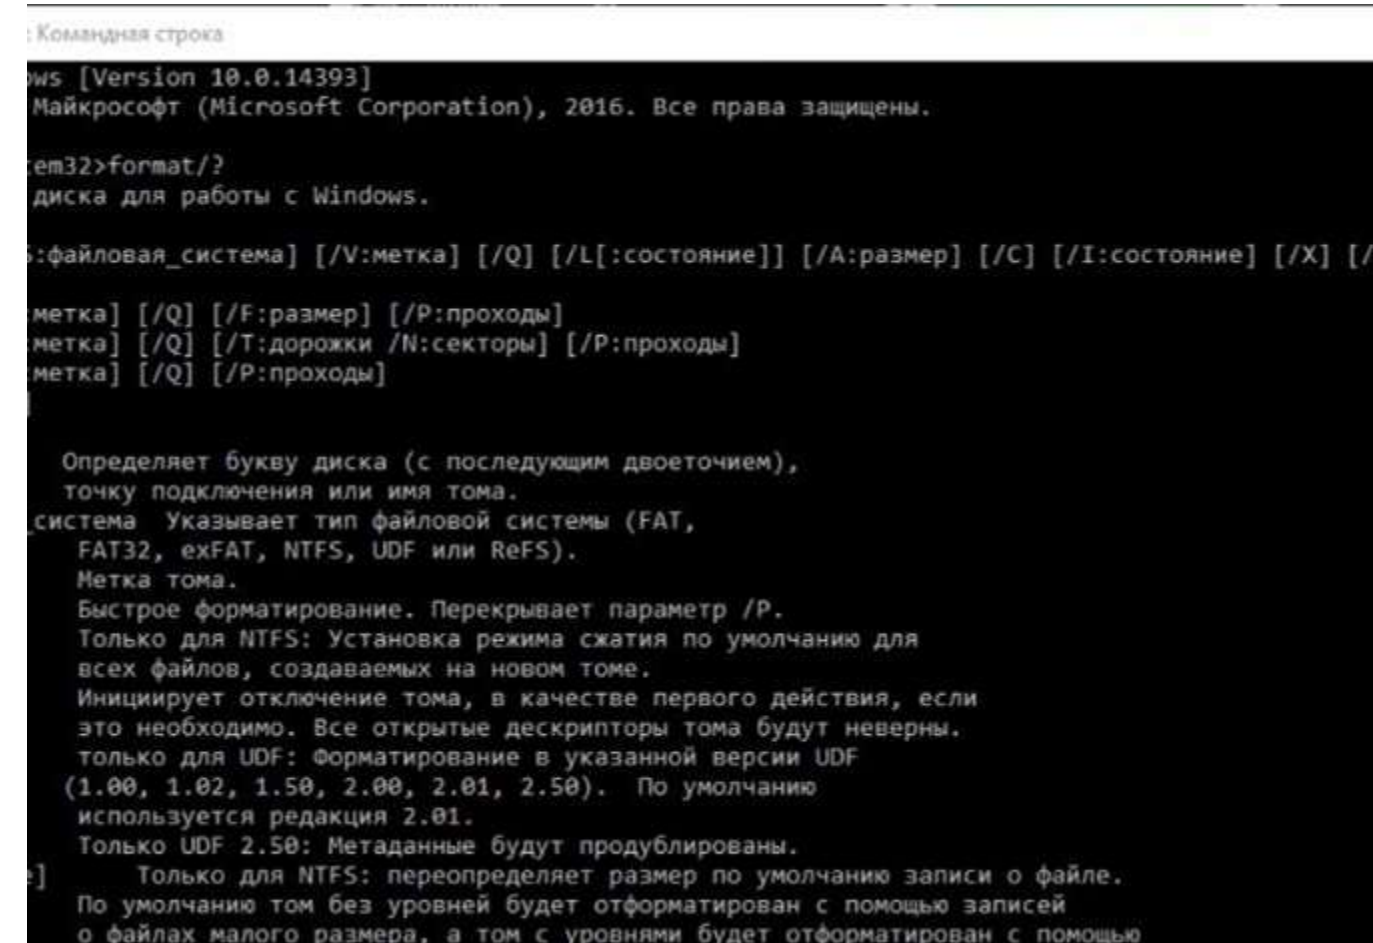 : Командная строка
ows [Version 10.0.14393]
Майкрософт (Microsoft Corporation), 2016. Все права защищены.
tem32>format/?
диска для работы с Windows.
S:файловая_система] [/V:метка] [/Q] [/L[:состояние]] [/A:размер] [/C] [/I:состояние] [/X] [/
:метка] [/Q] [/F:размер] [/P:проходы]
:метка] [/Q] [/T:дорожки /N:секторы] [/P:проходы]
:метка] [/Q] [/P:проходы]
]
Определяет букву диска (с последующим двоеточием),
точку подключения или имя тома.
_система Указывает тип файловой системы (FAT,
FAT32, exFAT, NTFS, UDF или ReFS).
Метка тома.
Быстрое форматирование. Перекрывает параметр /P.
Только для NTFS: Установка режима сжатия по умолчанию для
всех файлов, создаваемых на новом томе.
Инициирует отключение тома, в качестве первого действия, если
это необходимо. Все открытые дескрипторы тома будут неверны.
только для UDF: Форматирование в указанной версии UDF
(1.00, 1.02, 1.50, 2.00, 2.01, 2.50). По умолчанию
используется редакция 2.01.
Только UDF 2.50: Метаданные будут продублированы.
е] Только для NTFS: переопределяет размер по умолчанию записи о файле.
По умолчанию том без уровней будет отформатирован с помощью записей
о файлах малого размера, а том с уровнями будет отформатирован с помощью